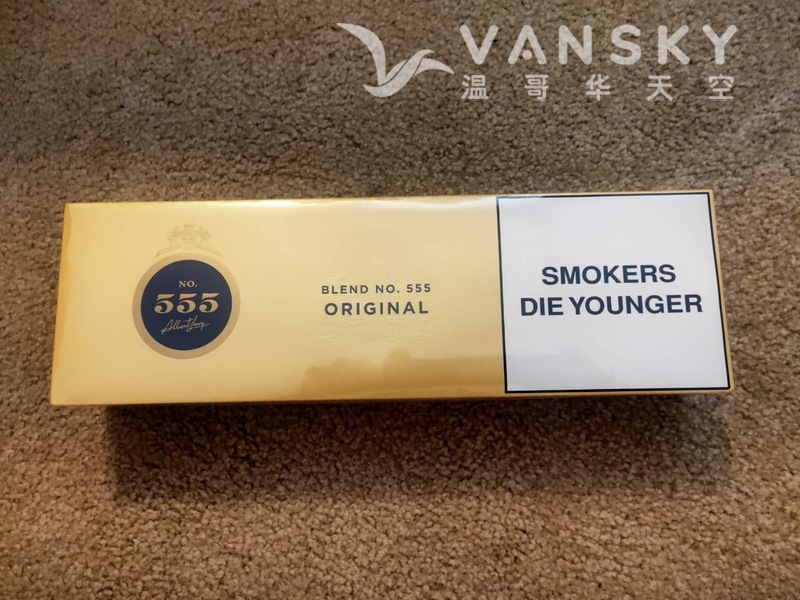 VANSKY
温哥华天空
NO.
555
BLEND NO. 555
ORIGINAL
SMOKERS
DIE YOUNGER